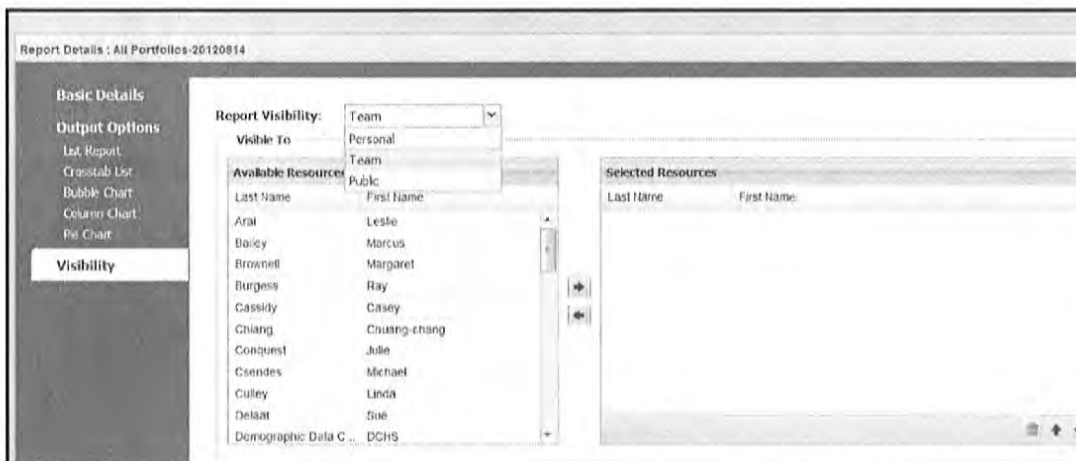 Report Details : All Portfolios-20120814
Basic Details
Output Options
List Report
Crosstab List
Bubble Chart
Column Chart
Pie Chart
Visibility
Report Visibility: Team
Personal
Team
Public
Visible To
Available Resources
Last Name First Name
Arai Leslie
Bailey Marcus
Brownell Margaret
Burgess Ray
Cassidy Casey
Chiang Chuang-chang
Conquest Julie
Csendes Michael
Culley Linda
Delaat Sue
Demographic Data C... DCHS
Selected Resources
Last Name First Name